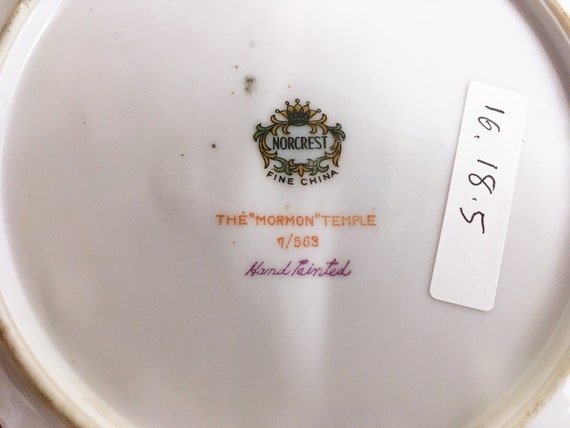 NORCREST
FINE CHINA
THE "MORMON" TEMPLE
7/563
Hand Painted
16.18.5